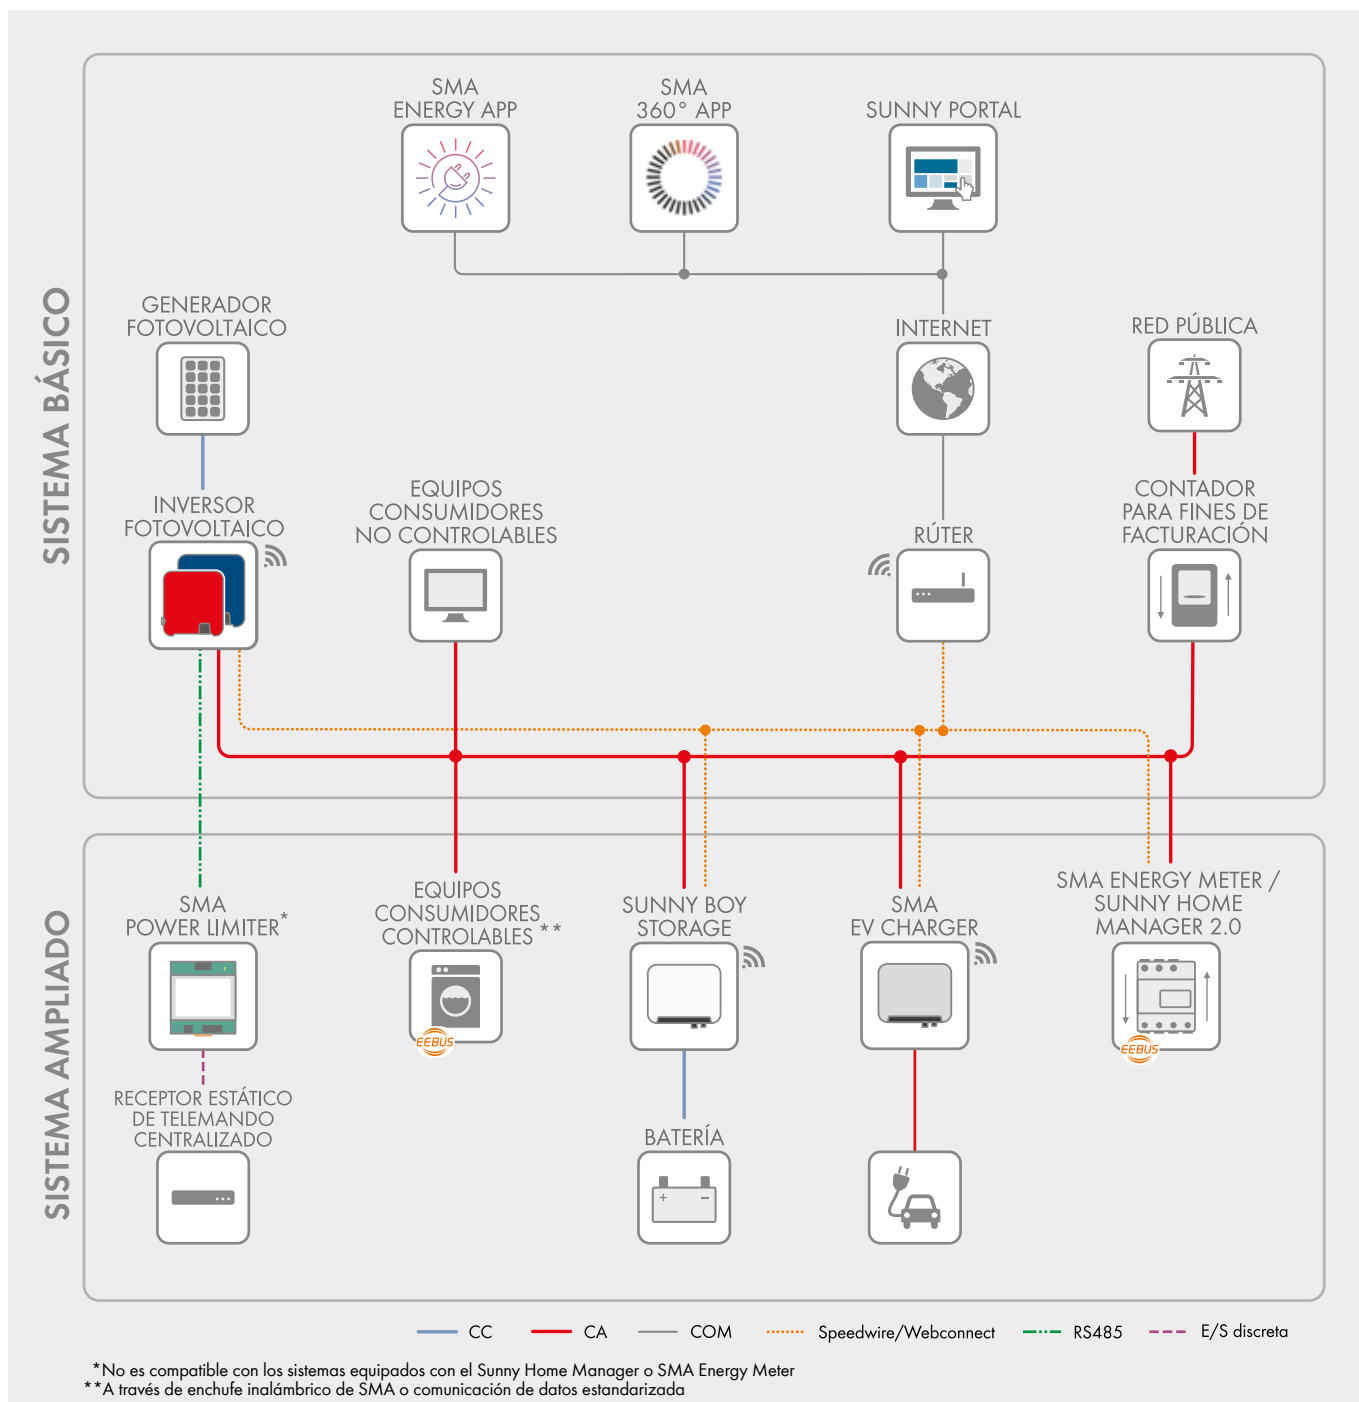 SMA
ENERGY APP
SMA
360° APP
SUNNY PORTAL
SISTEMA BÁSICO
GENERADOR
FOTOVOLTAICO
INTERNET
RED PÚBLICA
INVERSOR
FOTOVOLTAICO
EQUIPOS
CONSUMIDORES
NO CONTROLABLES
RÚTER
CONTADOR
PARA FINES DE
FACTURACIÓN
SISTEMA AMPLIADO
SMA
POWER LIMITER*
EQUIPOS
CONSUMIDORES
CONTROLABLES **
SUNNY BOY
STORAGE
SMA
EV CHARGER
SMA ENERGY METER /
SUNNY HOME
MANAGER 2.0
EEBUS
EEBUS
RECEPTOR ESTÁTICO
DE TELEMANDO
CENTRALIZADO
BATERÍA
+ −
CC
CA
COM
Speedwire/Webconnect
RS485
E/S discreta
*No es compatible con los sistemas equipados con el Sunny Home Manager o SMA Energy Meter
**A través de enchufe inalámbrico de SMA o comunicación de datos estandarizada